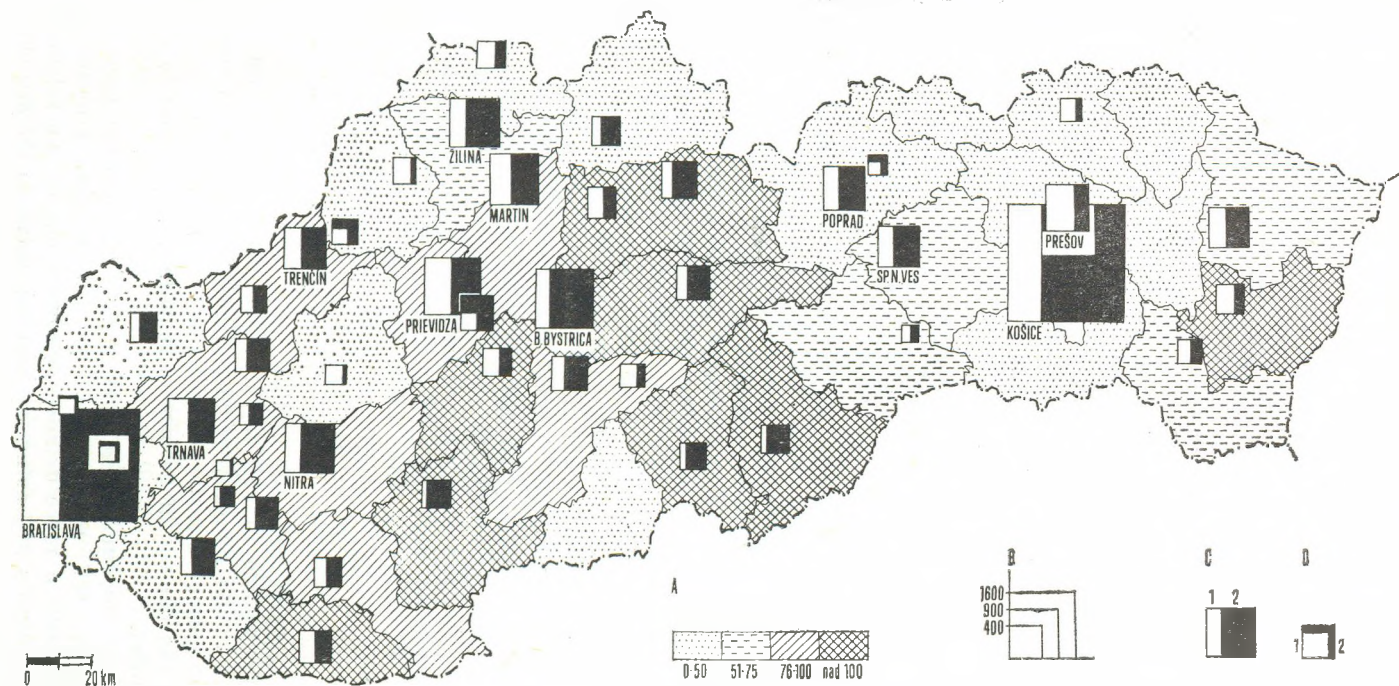 ŽILINA
MARTIN
POPRAD
PREŠOV
TRENČÍN
SP.N.VES
PRIEVIDZA
B.BYSTRICA
KOŠICE
TRNAVA
NITRA
BRATISLAVA
A
0-50 51-75 76-100 nad 100
B
1600
900
400
C
1 2
D
1 2
0 20 km